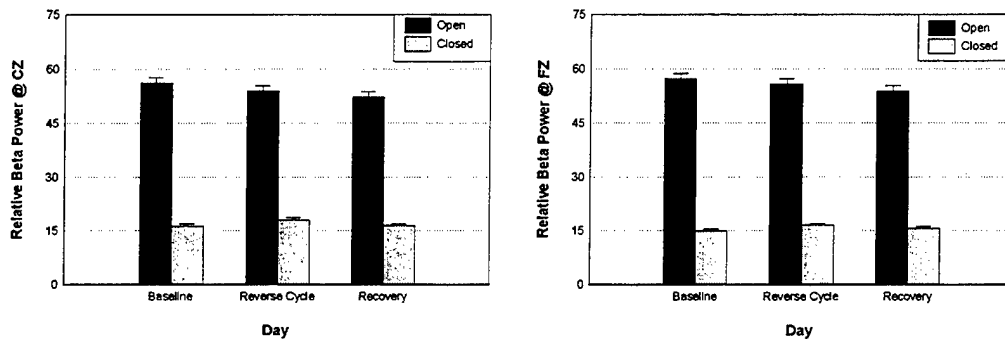 Relative Beta Power @ CZ
75
60
45
30
15
0
Open
Closed
Baseline
Reverse Cycle
Recovery
Day
Relative Beta Power @ FZ
75
60
45
30
15
0
Open
Closed
Baseline
Reverse Cycle
Recovery
Day